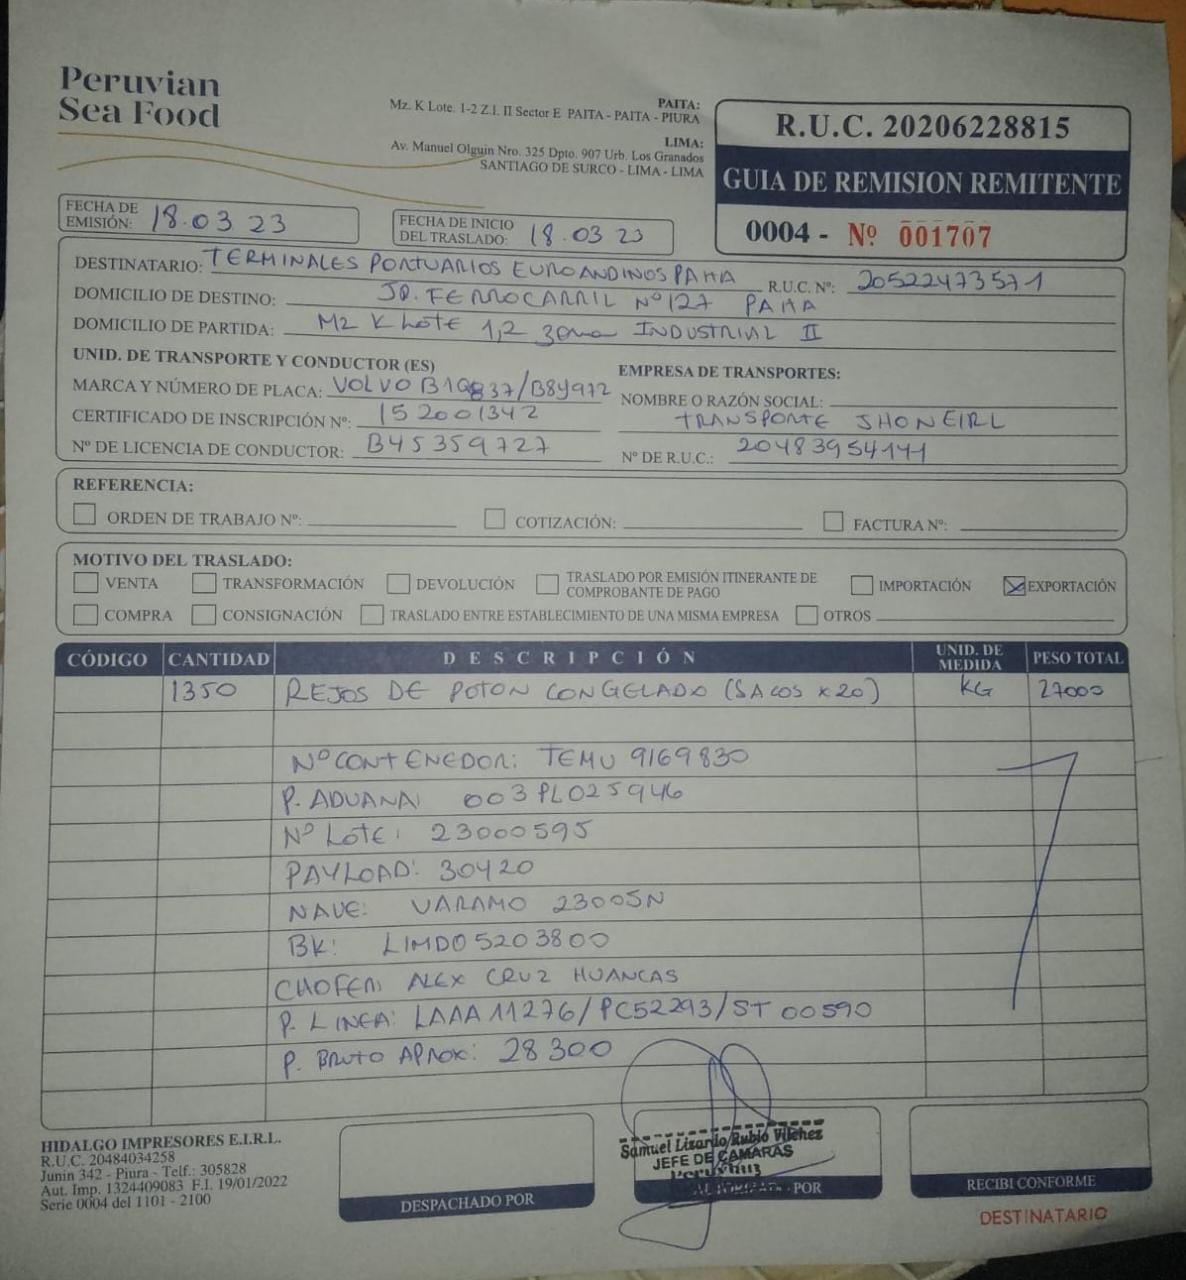 Peruvian
Sea Food
PAITA:
Mz. K Lote. 1-2 Z.I. II Sector E PAITA - PAITA - PIURA
LIMA:
Av. Manuel Olguin Nro. 325 Dpto. 907 Urb. Los Granados
SANTIAGO DE SURCO - LIMA - LIMA
R.U.C. 20206228815
GUIA DE REMISION REMITENTE
0004 - Nº 001707
FECHA DE EMISIÓN: 18.03 23
FECHA DE INICIO DEL TRASLADO: 18.03 23
DESTINATARIO: TERMINALES PORTUARIOS EUROANDINOS PAITA R.U.C. Nº: 20522473571
DOMICILIO DE DESTINO: JR. FERROCARRIL Nº 127 PAITA
DOMICILIO DE PARTIDA: MZ K LOTE 1,2 ZONA INDUSTRIAL II
UNID. DE TRANSPORTE Y CONDUCTOR (ES)
MARCA Y NÚMERO DE PLACA: VOLVO B1Q837/B8Y972
CERTIFICADO DE INSCRIPCIÓN Nº: 152001342
Nº DE LICENCIA DE CONDUCTOR: B45359727
EMPRESA DE TRANSPORTES:
NOMBRE O RAZÓN SOCIAL:
TRANSPORTE JHONEIRL
Nº DE R.U.C.: 20483954141
REFERENCIA:
ORDEN DE TRABAJO Nº: COTIZACIÓN: FACTURA Nº:
MOTIVO DEL TRASLADO:
VENTA TRANSFORMACIÓN DEVOLUCIÓN TRASLADO POR EMISIÓN ITINERANTE DE COMPROBANTE DE PAGO IMPORTACIÓN EXPORTACIÓN
COMPRA CONSIGNACIÓN TRASLADO ENTRE ESTABLECIMIENTO DE UNA MISMA EMPRESA OTROS
CÓDIGO CANTIDAD DESCRIPCIÓN UNID. DE MEDIDA PESO TOTAL
1350 REJOS DE POTON CONGELADO (SACOS x 20) KG 27000
Nº CONTENEDOR: TEMU 9169830
P. ADUANA: 003PL025946
Nº LOTE: 23000595
PAYLOAD: 30420
NAVE: VARAMO 23005N
BK: LIMD05203800
CHOFER: ALEX CRUZ HUANCAS
P. LINEA: LAAA11276/PC52293/ST 00590
P. BRUTO APROX: 28300
HIDALGO IMPRESORES E.I.R.L.
R.U.C. 20484034258
Junin 342 - Piura - Telf.: 305828
Aut. Imp. 1324409083 F.I. 19/01/2022
Serie 0004 del 1101 - 2100
DESPACHADO POR
Samuel Lizardo Rubio Vilchez
JEFE DE CAMARAS
POR
RECIBI CONFORME
DESTINATARIO